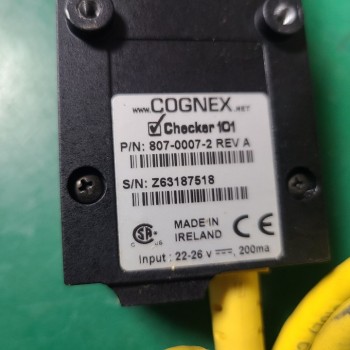 www.COGNEX.NET
Checker 101
P/N: 807-0007-2 REV A
S/N: Z63187518
MADE IN
IRELAND
Input : 22-26 v ⎓, 200ma